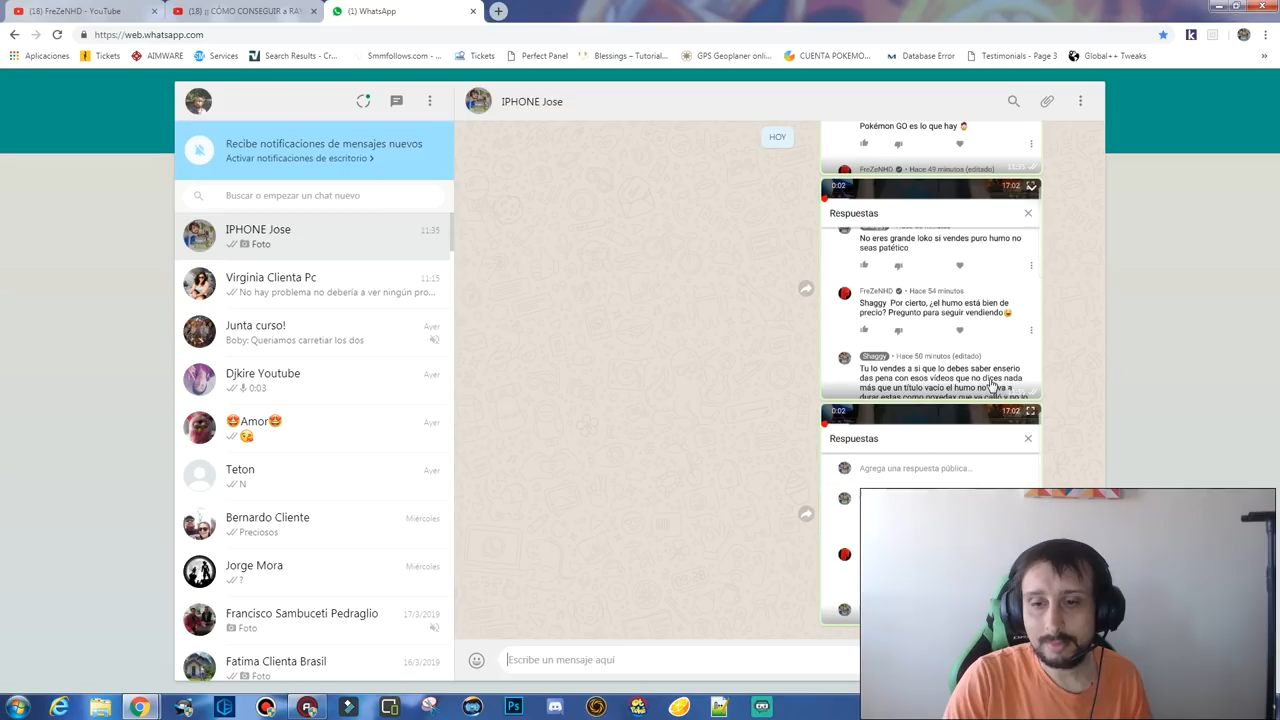 (18) FreZeNHD - YouTube
(18) ¡¡ CÓMO CONSEGUIR a RAY
(1) WhatsApp
https://web.whatsapp.com
Aplicaciones
Tickets
AIMWARE
Services
Search Results - Cr...
Smmfollows.com - ...
Tickets
Perfect Panel
Blessings – Tutorial...
GPS Geoplaner onli...
CUENTA POKEMO...
Database Error
Testimonials - Page 3
Global++ Tweaks
»
IPHONE Jose
Recibe notificaciones de mensajes nuevos
Activar notificaciones de escritorio >
Buscar o empezar un chat nuevo
IPHONE Jose
11:35
Foto
Virginia Clienta Pc
11:15
No hay problema no debería a ver ningún pro...
Junta curso!
Ayer
Boby: Queriamos carretiar los dos
Djkire Youtube
Ayer
0:03
🤩Amor🤩
Ayer
😘
Teton
Ayer
N
Bernardo Cliente
Miércoles
Preciosos
Jorge Mora
Miércoles
?
Francisco Sambuceti Pedraglio
17/3/2019
Foto
Fatima Clienta Brasil
16/3/2019
Foto
HOY
Pokémon GO es lo que hay
FreZeNHD • Hace 49 minutos (editado)
11:35
0:02
17:02
Respuestas
No eres grande loko si vendes puro humo no
seas patético
FreZeNHD • Hace 54 minutos
Shaggy Por cierto, ¿el humo está bien de
precio? Pregunto para seguir vendiendo😜
Shaggy • Hace 50 minutos (editado)
Tu lo vendes a si que lo debes saber enserio
das pena con esos vídeos que no dices nada
más que un título vacío el humo no va a
0:02
17:02
Respuestas
Agrega una respuesta pública...
Escribe un mensaje aquí
Ps